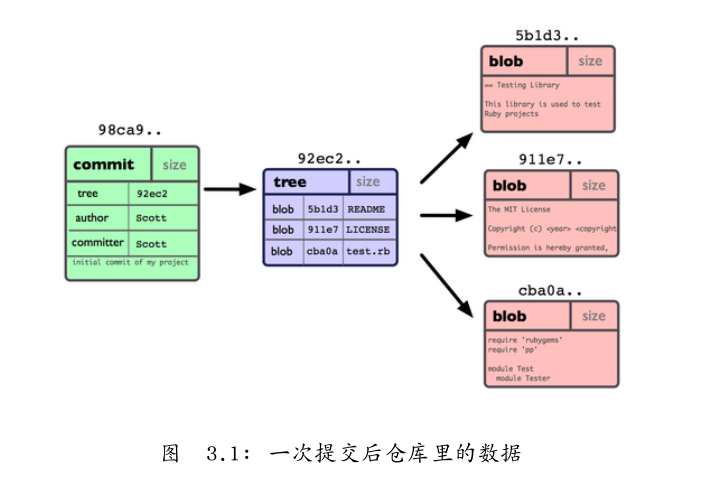 98ca9..
commit size
tree 92ec2
author Scott
committer Scott
initial commit of my project
92ec2..
tree size
blob 5b1d3 README
blob 911e7 LICENSE
blob cba0a test.rb
5b1d3..
blob size
== Testing Library
This library is used to test
Ruby projects
911e7..
blob size
The MIT License
Copyright (c) <year> <copyright
Permission is hereby granted,
cba0a..
blob size
require 'rubygems'
require 'pp'
module Test
module Tester
图 3.1: 一次提交后仓库里的数据